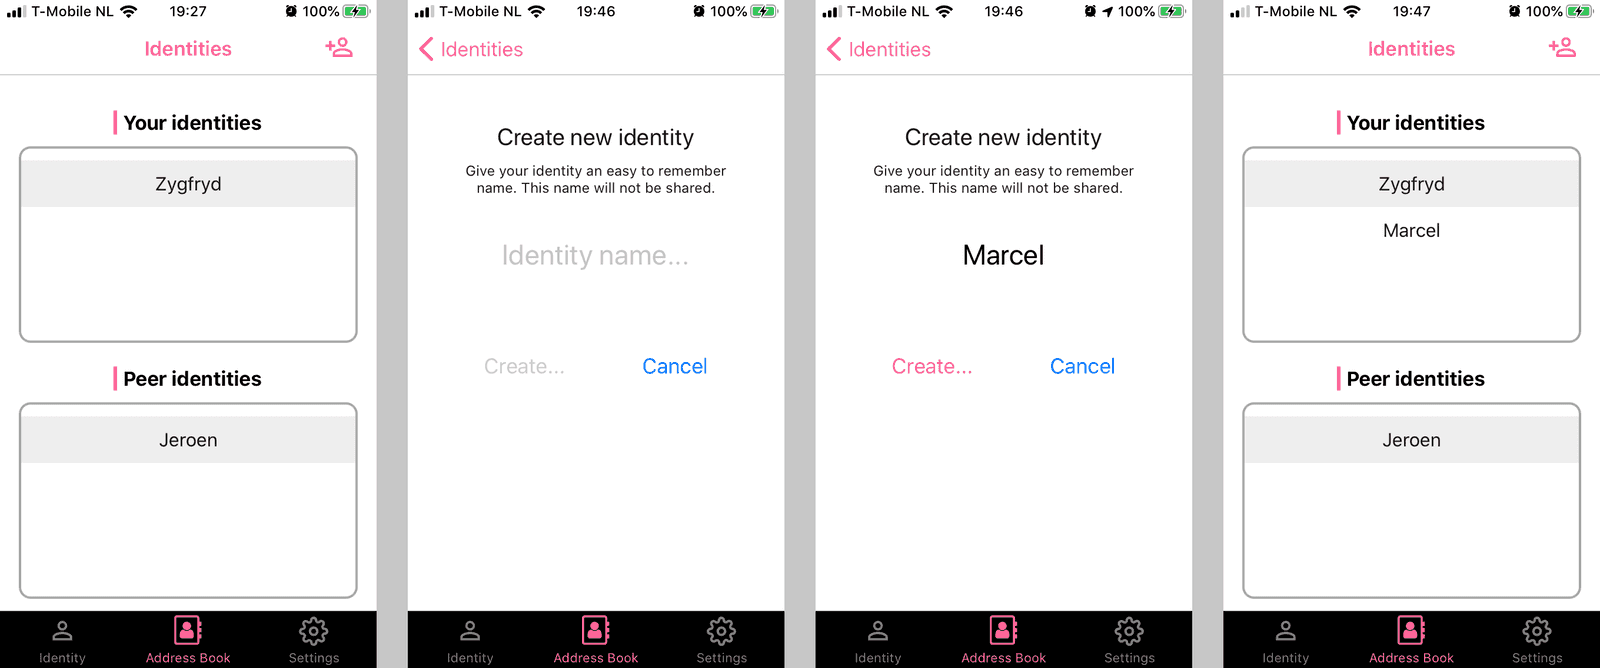 T-Mobile NL 19:27 100%
Identities
Your identities
Zygfryd
Peer identities
Jeroen
Identity Address Book Settings
T-Mobile NL 19:46 100%
Identities
Create new identity
Give your identity an easy to remember
name. This name will not be shared.
Identity name...
Create... Cancel
Identity Address Book Settings
T-Mobile NL 19:46 100%
Identities
Create new identity
Give your identity an easy to remember
name. This name will not be shared.
Marcel
Create... Cancel
Identity Address Book Settings
T-Mobile NL 19:47 100%
Identities
Your identities
Zygfryd
Marcel
Peer identities
Jeroen
Identity Address Book Settings